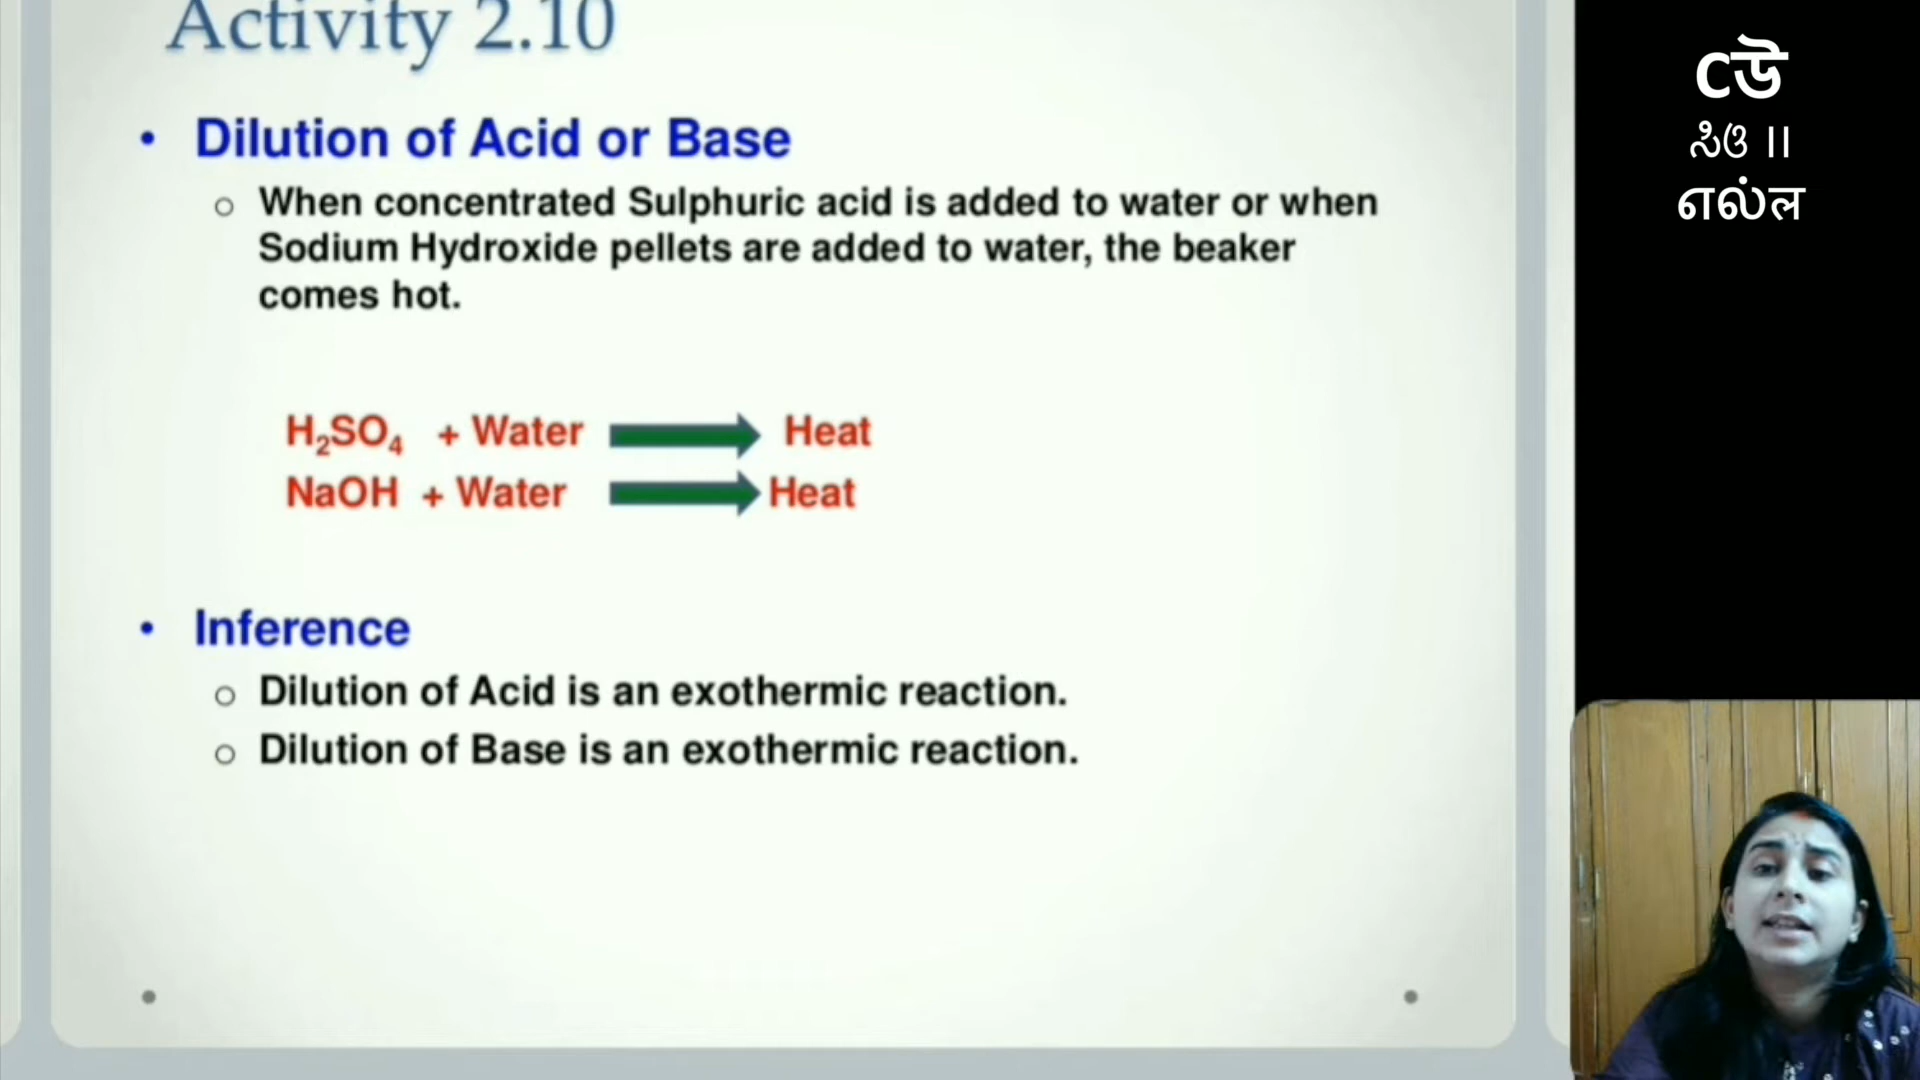 Activity 2.10
• Dilution of Acid or Base
o When concentrated Sulphuric acid is added to water or when
Sodium Hydroxide pellets are added to water, the beaker
comes hot.
H₂SO₄ + Water Heat
NaOH + Water Heat
• Inference
o Dilution of Acid is an exothermic reaction.
o Dilution of Base is an exothermic reaction.